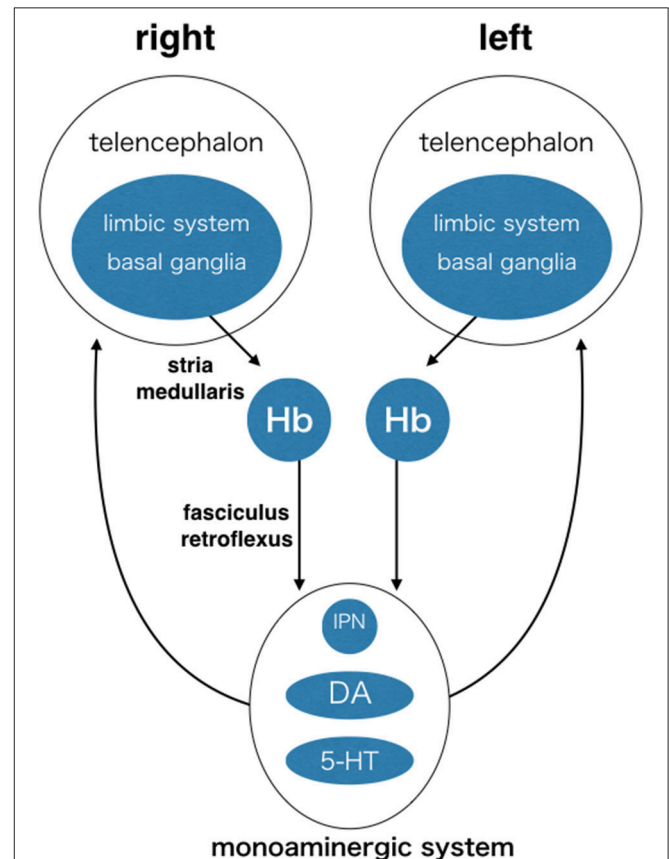 right
left
telencephalon
limbic system
basal ganglia
telencephalon
limbic system
basal ganglia
stria
medullaris
Hb
Hb
fasciculus
retroflexus
IPN
DA
5-HT
monoaminergic system